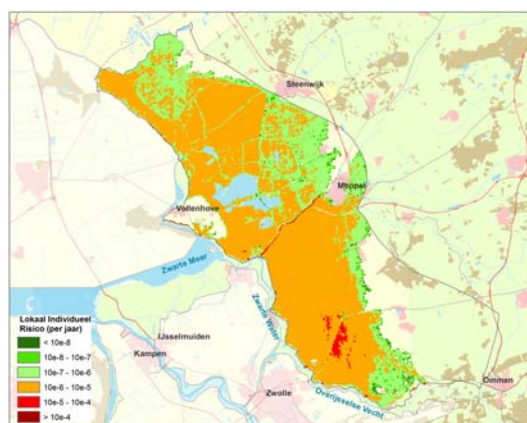 Steenwijk
Meppel
Vollenhove
Zwarte Meer
Zwarte Water
IJsselmuiden
Kampen
Zwolle
Overijsselse Vecht
Ommen
Lokaal Individueel
Risico (per jaar)
< 10e-8
10e-8 - 10e-7
10e-7 - 10e-6
10e-6 - 10e-5
10e-5 - 10e-4
> 10e-4